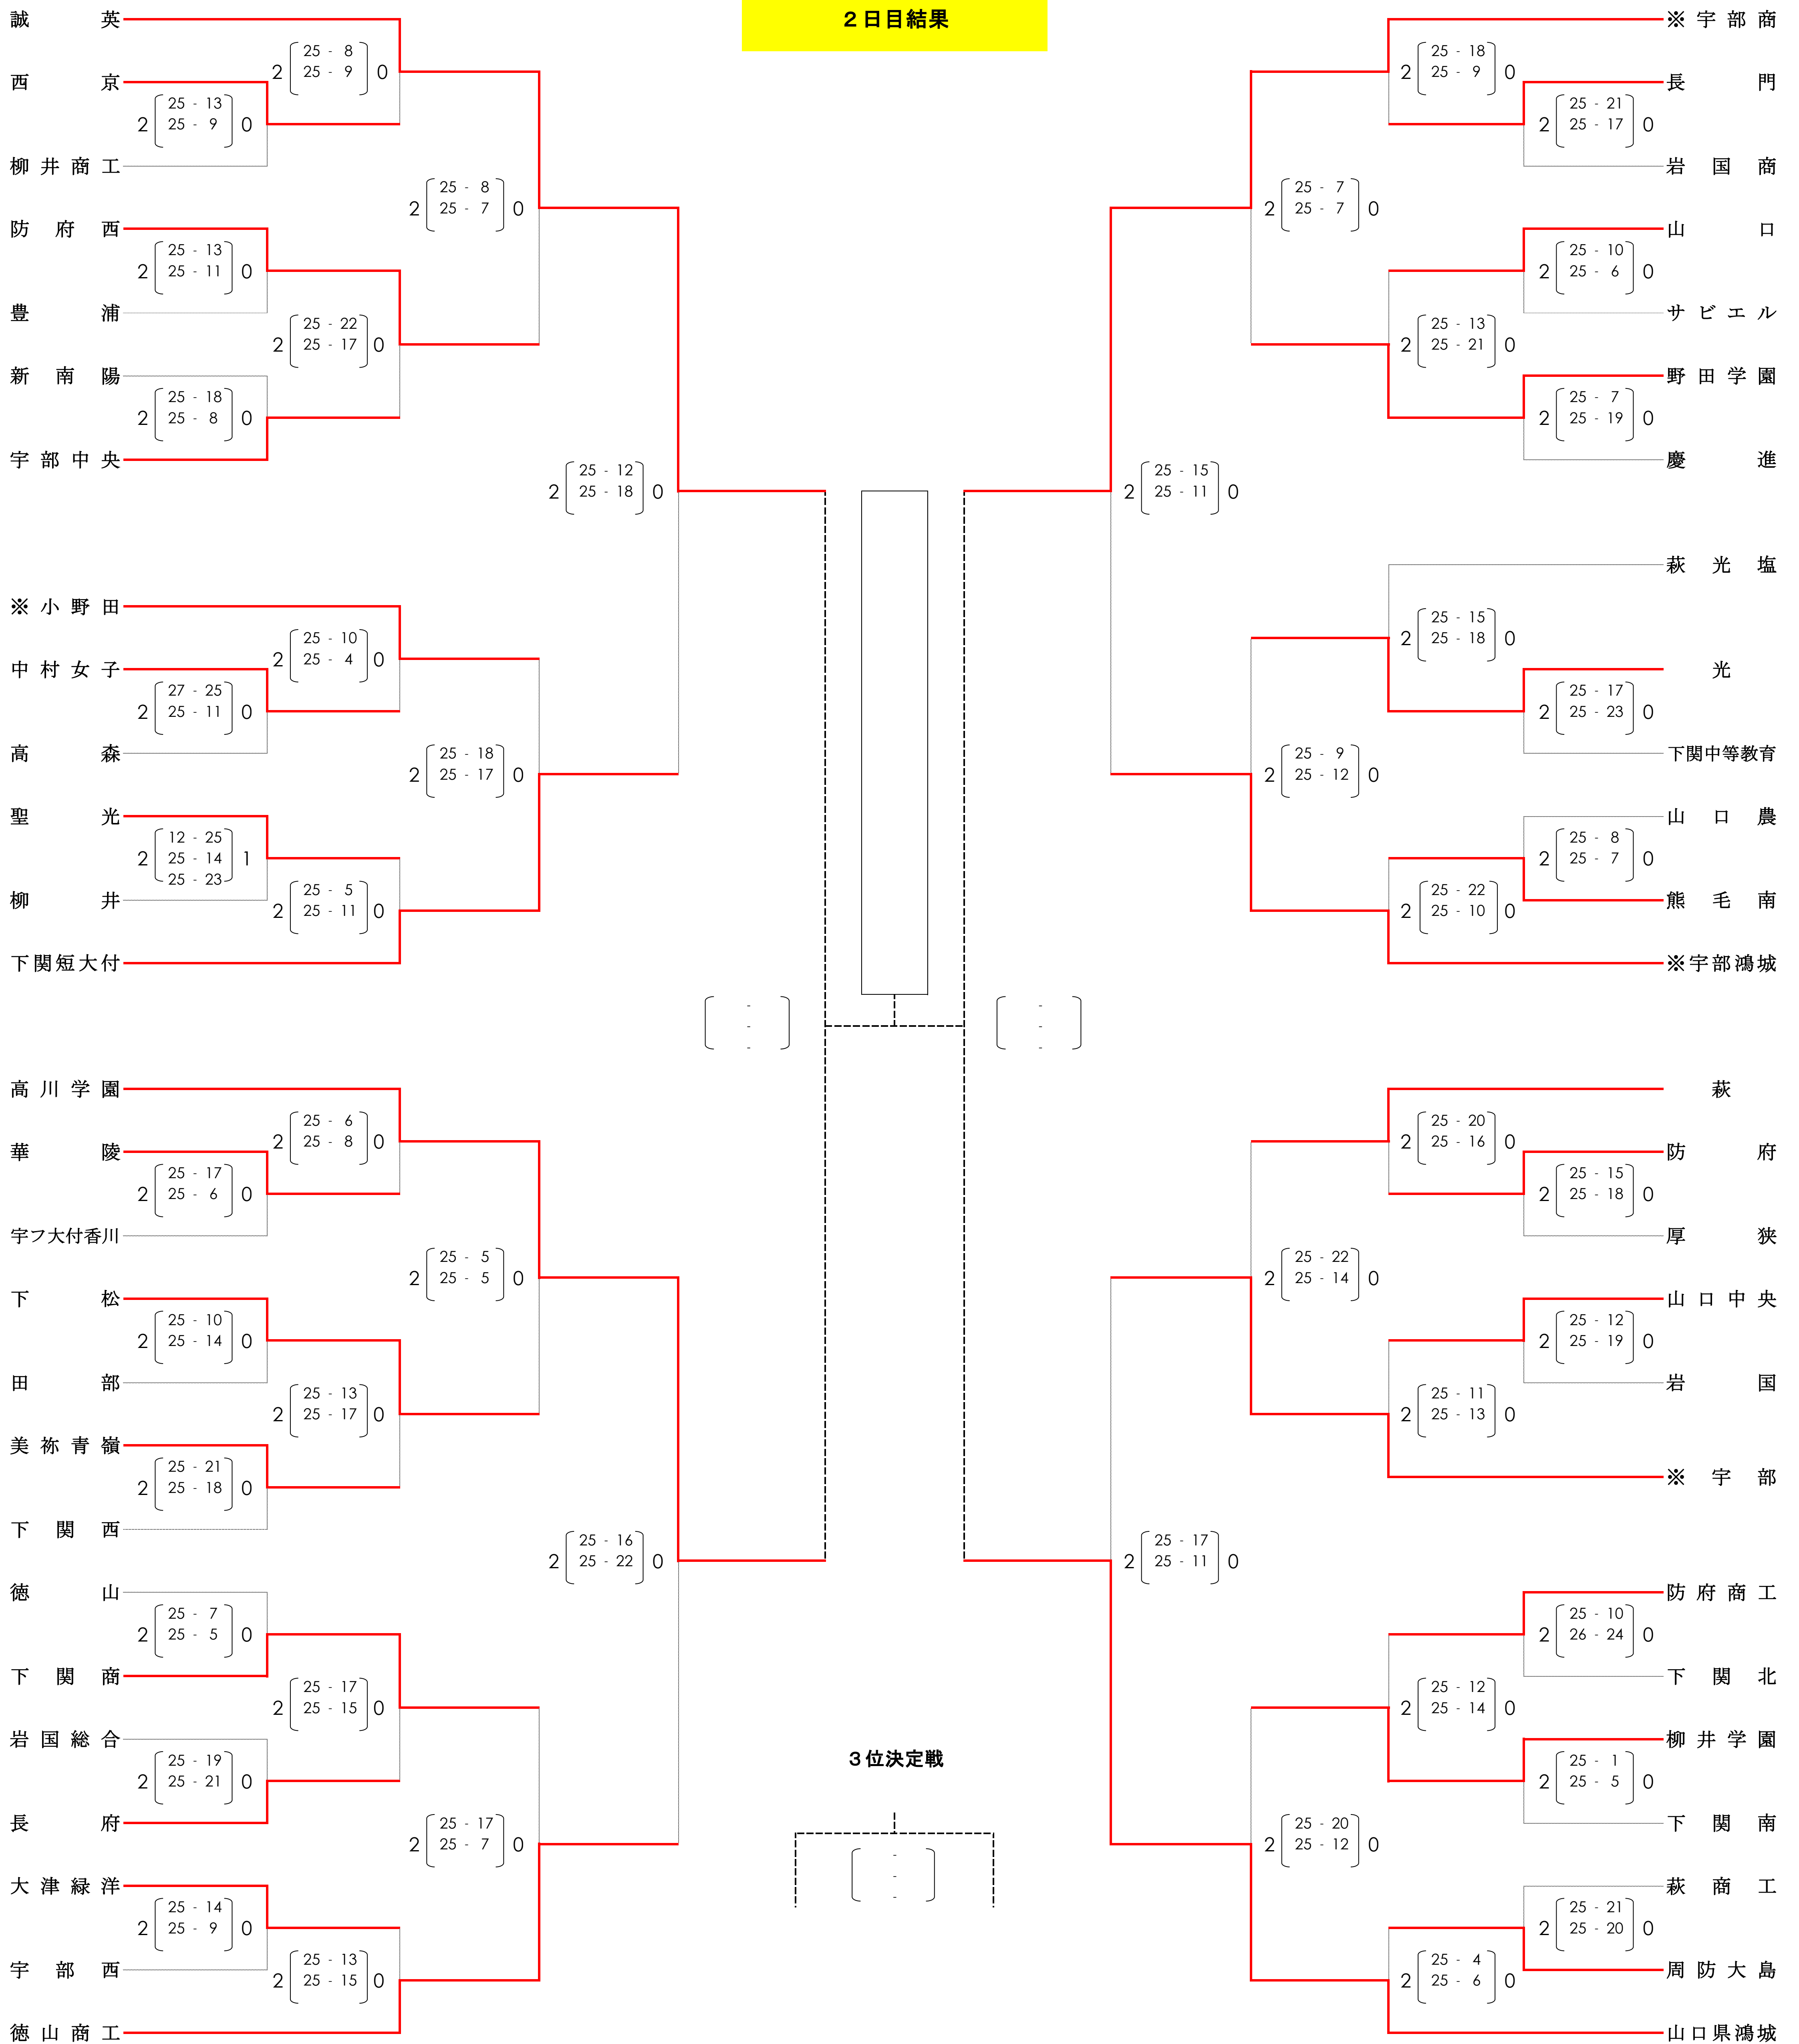 ２日目結果
誠英
25 - 8
2 25 - 9 0
西京
25 - 13
2 25 - 9 0
柳井商工
25 - 8
2 25 - 7 0
防府西
25 - 13
2 25 - 11 0
豊浦
25 - 22
2 25 - 17 0
新南陽
25 - 18
2 25 - 8 0
宇部中央
25 - 12
2 25 - 18 0
※小野田
25 - 10
2 25 - 4 0
中村女子
27 - 25
2 25 - 11 0
高森
25 - 18
2 25 - 17 0
聖光
12 - 25
2 25 - 14 1
25 - 23
柳井
25 - 5
2 25 - 11 0
下関短大付
-
-
-
高川学園
25 - 6
2 25 - 8 0
華陵
25 - 17
2 25 - 6 0
宇フ大付香川
25 - 5
2 25 - 5 0
下松
25 - 10
2 25 - 14 0
田部
25 - 13
2 25 - 17 0
美祢青嶺
25 - 21
2 25 - 18 0
下関西
25 - 16
2 25 - 22 0
徳山
25 - 7
2 25 - 5 0
下関商
25 - 17
2 25 - 15 0
岩国総合
25 - 19
2 25 - 21 0
長府
25 - 17
2 25 - 7 0
大津緑洋
25 - 14
2 25 - 9 0
宇部西
25 - 13
2 25 - 15 0
徳山商工
※宇部商
25 - 18
2 25 - 9 0
長門
25 - 21
2 25 - 17 0
岩国商
25 - 7
2 25 - 7 0
山口
25 - 10
2 25 - 6 0
サビエル
25 - 13
2 25 - 21 0
野田学園
25 - 7
2 25 - 19 0
慶進
25 - 15
2 25 - 11 0
萩光塩
25 - 15
2 25 - 18 0
光
25 - 17
2 25 - 23 0
下関中等教育
25 - 9
2 25 - 12 0
山口農
25 - 8
2 25 - 7 0
熊毛南
25 - 22
2 25 - 10 0
※宇部鴻城
-
-
-
萩
25 - 20
2 25 - 16 0
防府
25 - 15
2 25 - 18 0
厚狭
25 - 22
2 25 - 14 0
山口中央
25 - 12
2 25 - 19 0
岩国
25 - 11
2 25 - 13 0
※宇部
25 - 17
2 25 - 11 0
防府商工
25 - 10
2 26 - 24 0
下関北
25 - 12
2 25 - 14 0
柳井学園
25 - 1
2 25 - 5 0
下関南
25 - 20
2 25 - 12 0
萩商工
25 - 21
2 25 - 20 0
周防大島
25 - 4
2 25 - 6 0
山口県鴻城
３位決定戦
-
-
-